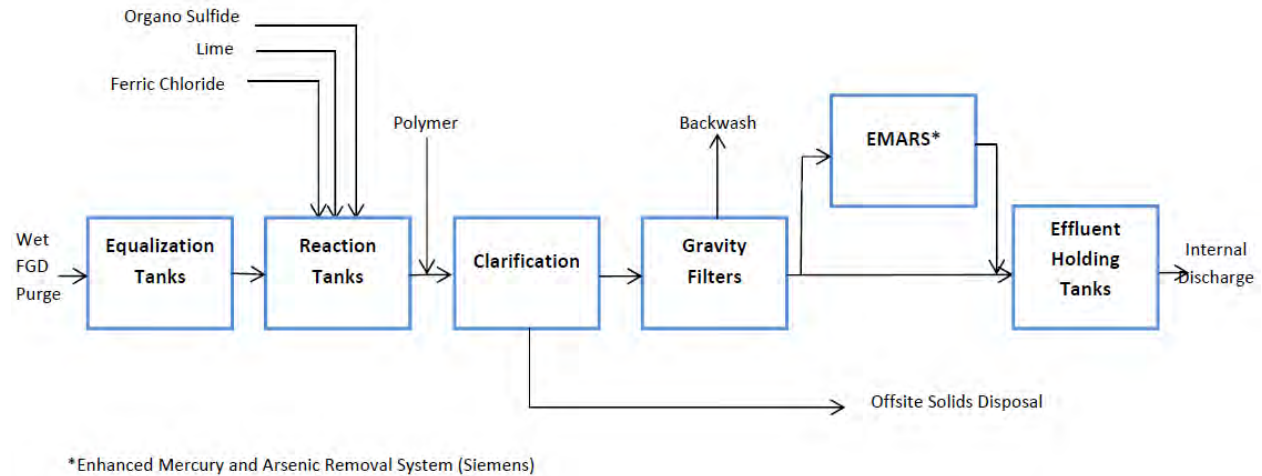 Organo Sulfide
Lime
Ferric Chloride
Polymer
Backwash
EMARS*
Wet
FGD
Purge
Equalization
Tanks
Reaction
Tanks
Clarification
Gravity
Filters
Effluent
Holding
Tanks
Internal
Discharge
Offsite Solids Disposal
*Enhanced Mercury and Arsenic Removal System (Siemens)